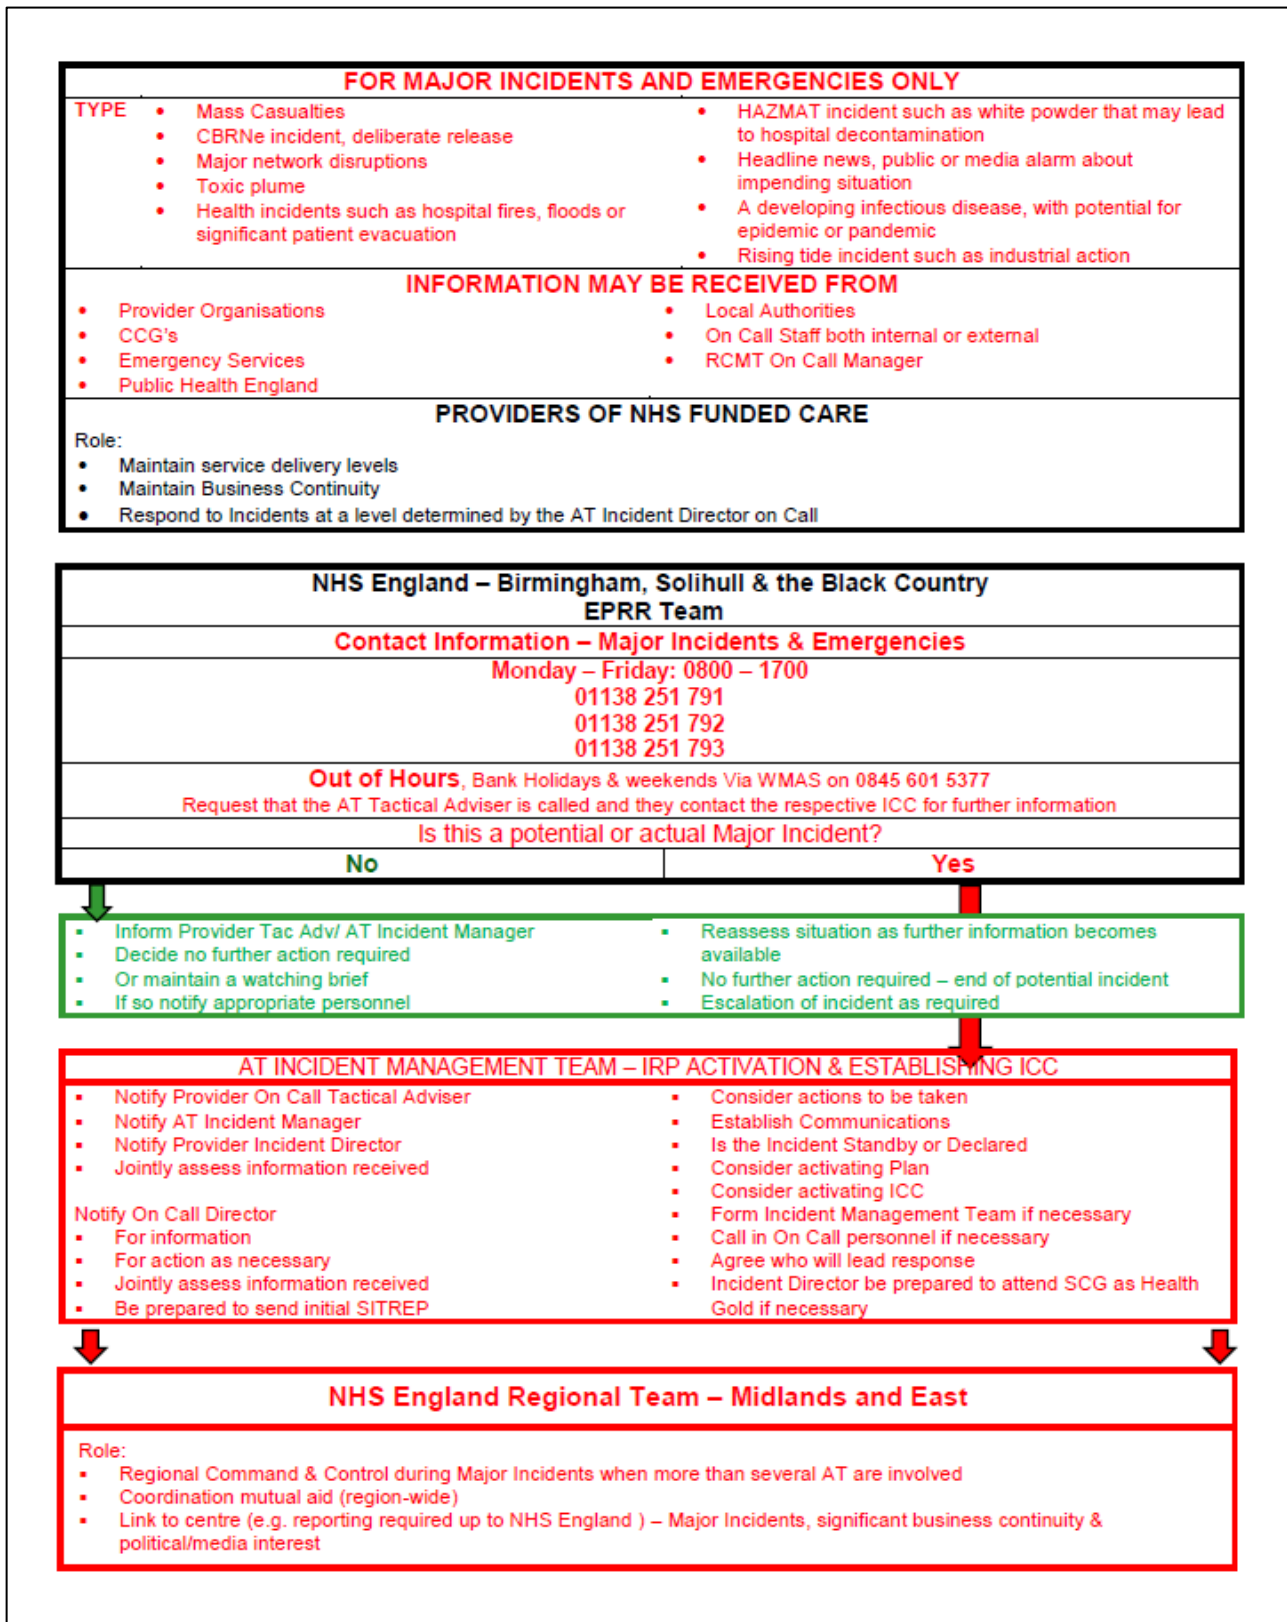 FOR MAJOR INCIDENTS AND EMERGENCIES ONLY
TYPE
• Mass Casualties
• CBRNe incident, deliberate release
• Major network disruptions
• Toxic plume
• Health incidents such as hospital fires, floods or
significant patient evacuation
• HAZMAT incident such as white powder that may lead
to hospital decontamination
• Headline news, public or media alarm about
impending situation
• A developing infectious disease, with potential for
epidemic or pandemic
• Rising tide incident such as industrial action
INFORMATION MAY BE RECEIVED FROM
• Provider Organisations
• CCG's
• Emergency Services
• Public Health England
• Local Authorities
• On Call Staff both internal or external
• RCMT On Call Manager
PROVIDERS OF NHS FUNDED CARE
Role:
• Maintain service delivery levels
• Maintain Business Continuity
• Respond to Incidents at a level determined by the AT Incident Director on Call
NHS England – Birmingham, Solihull & the Black Country
EPRR Team
Contact Information – Major Incidents & Emergencies
Monday – Friday: 0800 – 1700
01138 251 791
01138 251 792
01138 251 793
Out of Hours, Bank Holidays & weekends Via WMAS on 0845 601 5377
Request that the AT Tactical Adviser is called and they contact the respective ICC for further information
Is this a potential or actual Major Incident?
No
Yes
▪ Inform Provider Tac Adv/ AT Incident Manager
▪ Decide no further action required
▪ Or maintain a watching brief
▪ If so notify appropriate personnel
▪ Reassess situation as further information becomes
available
▪ No further action required – end of potential incident
▪ Escalation of incident as required
AT INCIDENT MANAGEMENT TEAM – IRP ACTIVATION & ESTABLISHING ICC
▪ Notify Provider On Call Tactical Adviser
▪ Notify AT Incident Manager
▪ Notify Provider Incident Director
▪ Jointly assess information received
Notify On Call Director
▪ For information
▪ For action as necessary
▪ Jointly assess information received
▪ Be prepared to send initial SITREP
▪ Consider actions to be taken
▪ Establish Communications
▪ Is the Incident Standby or Declared
▪ Consider activating Plan
▪ Consider activating ICC
▪ Form Incident Management Team if necessary
▪ Call in On Call personnel if necessary
▪ Agree who will lead response
▪ Incident Director be prepared to attend SCG as Health
Gold if necessary
NHS England Regional Team – Midlands and East
Role:
▪ Regional Command & Control during Major Incidents when more than several AT are involved
▪ Coordination mutual aid (region-wide)
▪ Link to centre (e.g. reporting required up to NHS England ) – Major Incidents, significant business continuity &
political/media interest